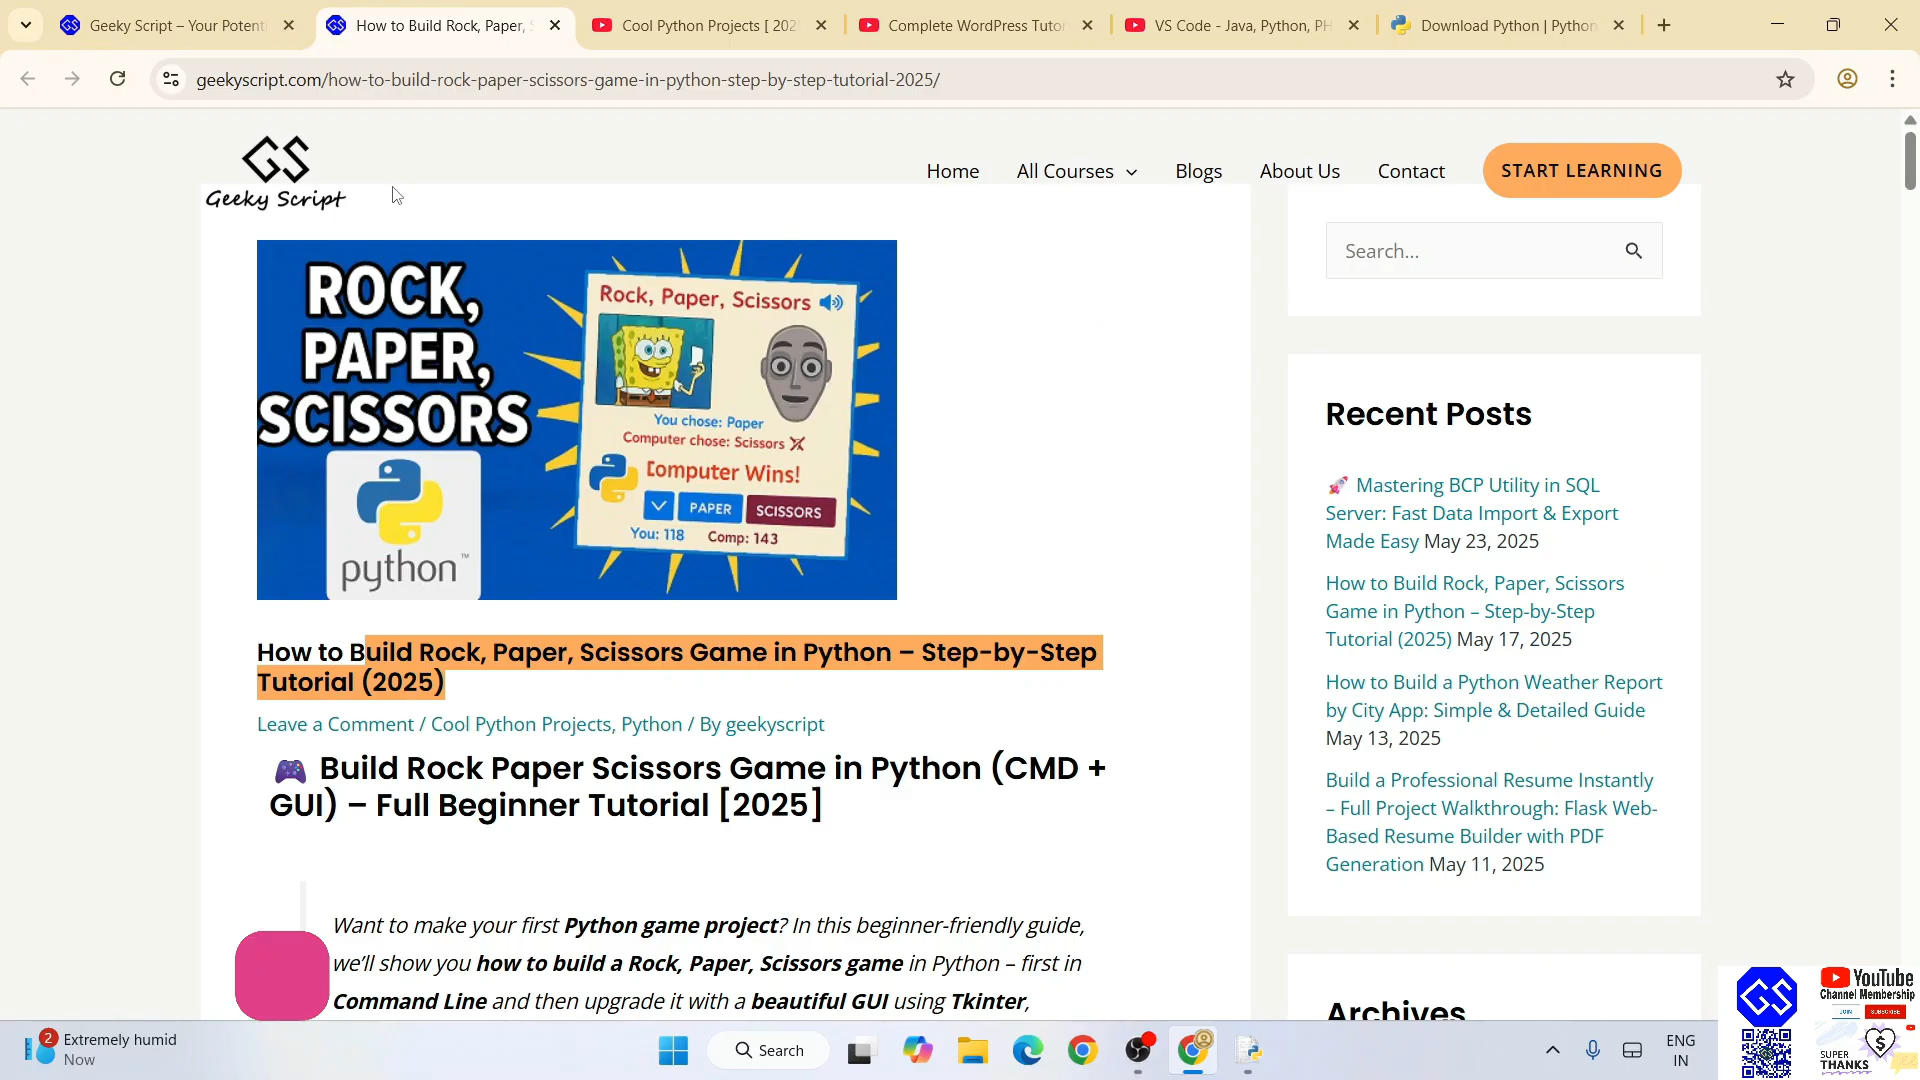 Geeky Script – Your Potenti
How to Build Rock, Paper, S
Cool Python Projects [ 202
Complete WordPress Tutor
VS Code - Java, Python, PH
Download Python | Python
geekyscript.com/how-to-build-rock-paper-scissors-game-in-python-step-by-step-tutorial-2025/
GS
Geeky Script
Home
All Courses
Blogs
About Us
Contact
START LEARNING
Search...
ROCK,
PAPER,
SCISSORS
python™
Rock, Paper, Scissors
You chose: Paper
Computer chose: Scissors
Computer Wins!
PAPER
SCISSORS
You: 118 Comp: 143
How to Build Rock, Paper, Scissors Game in Python – Step-by-Step
Tutorial (2025)
Leave a Comment / Cool Python Projects, Python / By geekyscript
🎮 Build Rock Paper Scissors Game in Python (CMD +
GUI) – Full Beginner Tutorial [2025]
Want to make your first Python game project? In this beginner-friendly guide,
we'll show you how to build a Rock, Paper, Scissors game in Python – first in
Command Line and then upgrade it with a beautiful GUI using Tkinter,
Recent Posts
🚀 Mastering BCP Utility in SQL
Server: Fast Data Import & Export
Made Easy May 23, 2025
How to Build Rock, Paper, Scissors
Game in Python – Step-by-Step
Tutorial (2025) May 17, 2025
How to Build a Python Weather Report
by City App: Simple & Detailed Guide
May 13, 2025
Build a Professional Resume Instantly
– Full Project Walkthrough: Flask Web-
Based Resume Builder with PDF
Generation May 11, 2025
Archives
GS
YouTube
Channel Membership
JOIN
SUBSCRIBE
SUPER
THANKS
2
Extremely humid
Now
Search
ENG
IN